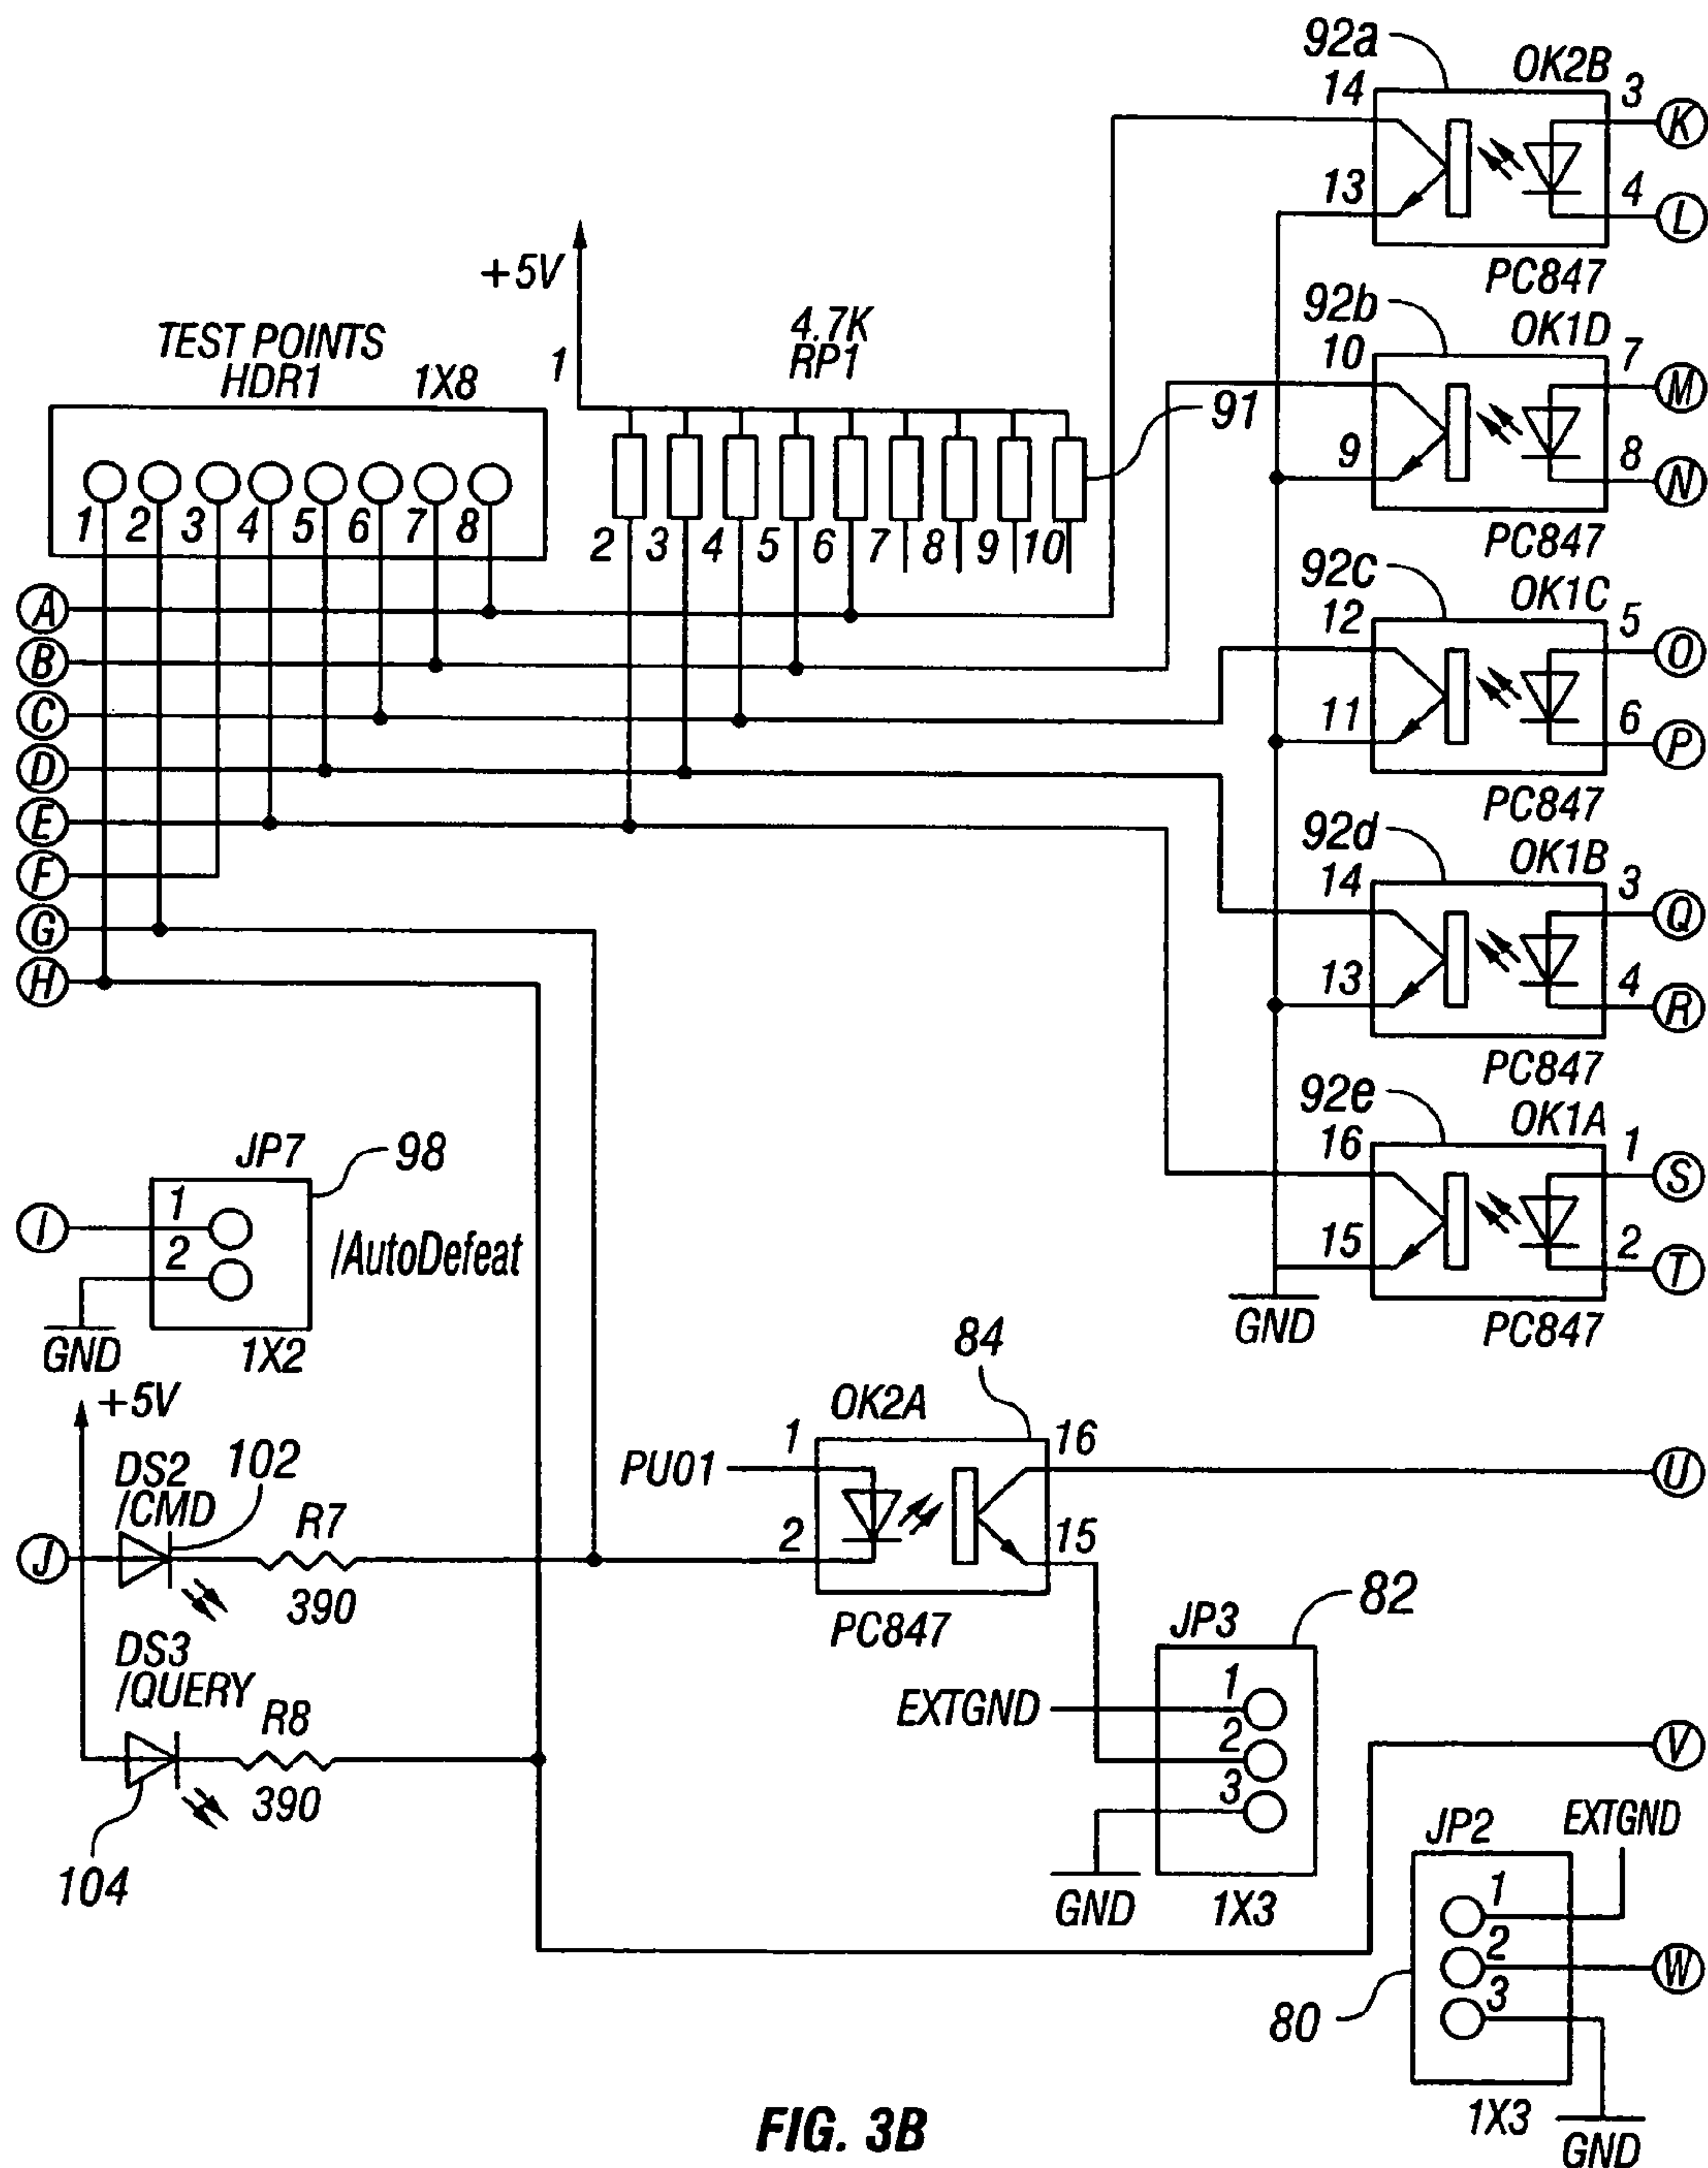 92a
OK2B
14
3
K
13
4
L
PC847
+5V
1
4.7K
RP1
TEST POINTS
HDR1
1X8
92b
OK1D
10
7
M
91
9
8
N
PC847
1 2 3 4 5 6 7 8
2 3 4 5 6 7 8 9 10
92c
OK1C
12
5
O
11
6
P
PC847
A
B
C
D
E
F
G
H
92d
OK1B
14
3
Q
13
4
R
PC847
92e
OK1A
16
1
S
15
2
T
PC847
GND
JP7
98
I
1
2
/AutoDefeat
GND
1X2
+5V
DS2
/CMD
102
R7
J
390
DS3
/QUERY
R8
390
104
84
OK2A
PU01
1
16
U
2
15
PC847
JP3
82
EXTGND
1
2
3
GND
1X3
V
JP2
EXTGND
1
2
W
3
80
1X3
GND
FIG. 3B